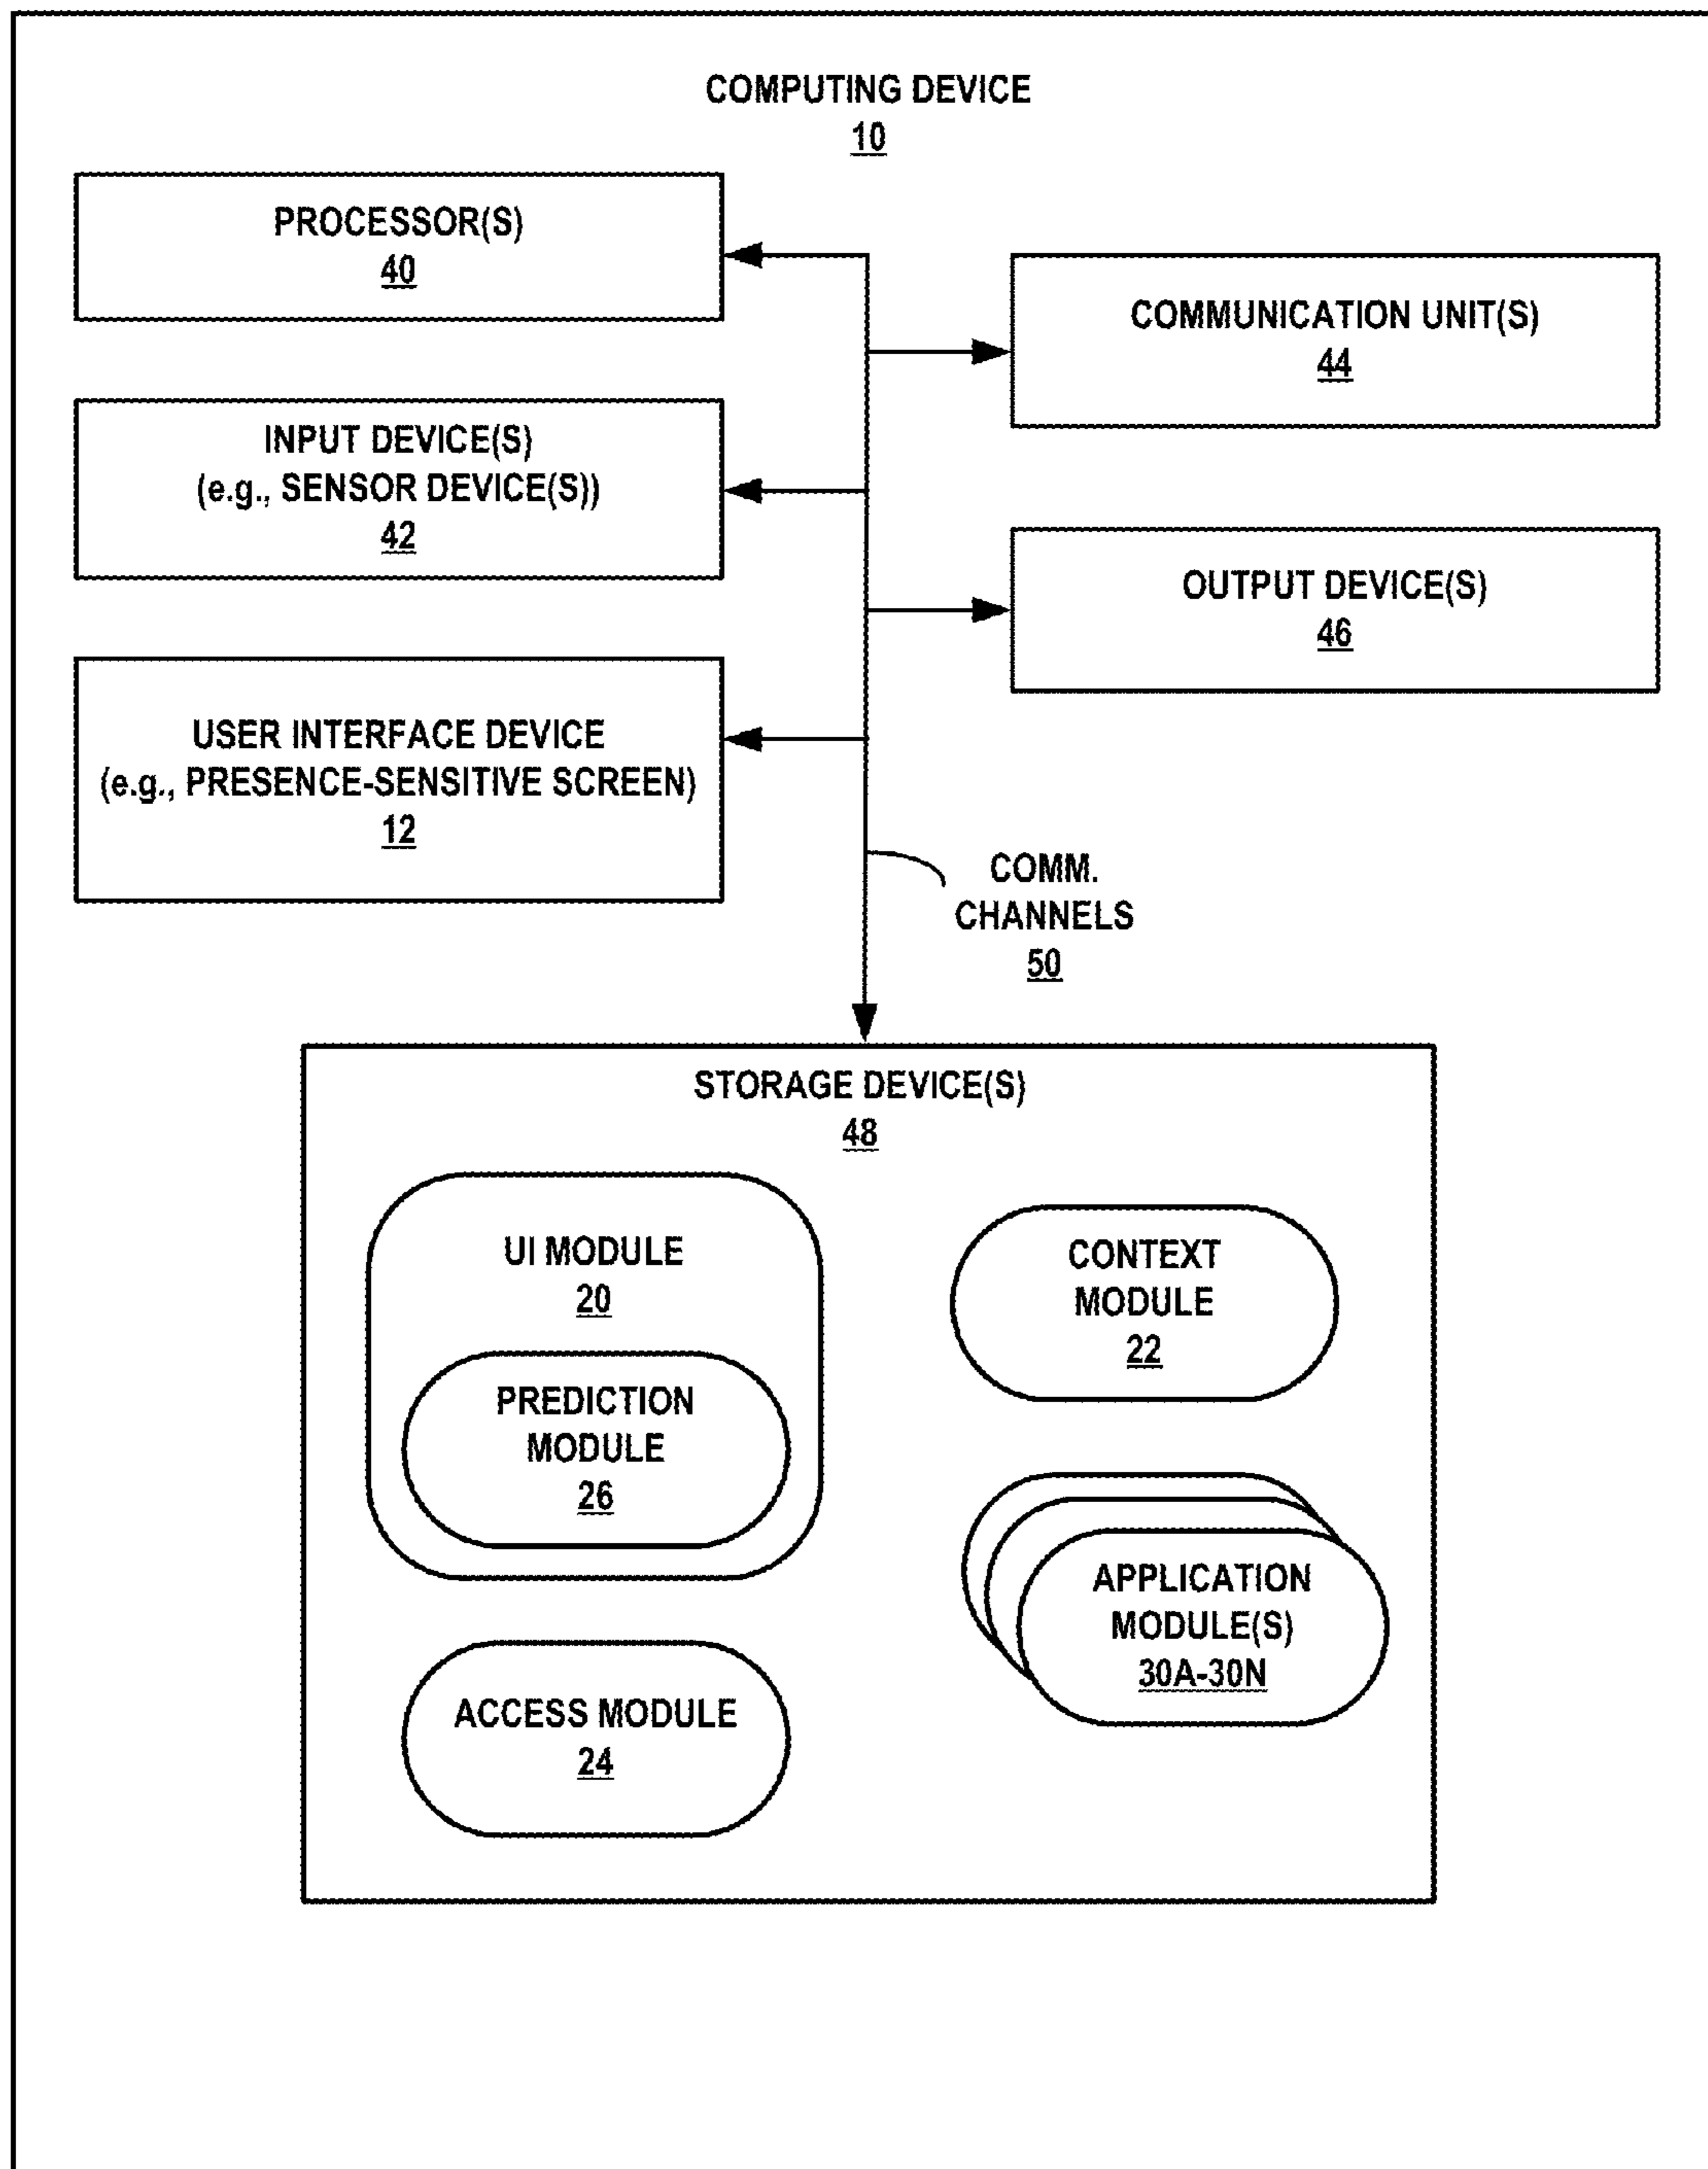 COMPUTING DEVICE
10
PROCESSOR(S)
40
COMMUNICATION UNIT(S)
44
INPUT DEVICE(S)
(e.g., SENSOR DEVICE(S))
42
OUTPUT DEVICE(S)
46
USER INTERFACE DEVICE
(e.g., PRESENCE-SENSITIVE SCREEN)
12
COMM.
CHANNELS
50
STORAGE DEVICE(S)
48
UI MODULE
20
PREDICTION
MODULE
26
CONTEXT
MODULE
22
APPLICATION
MODULE(S)
30A-30N
ACCESS MODULE
24